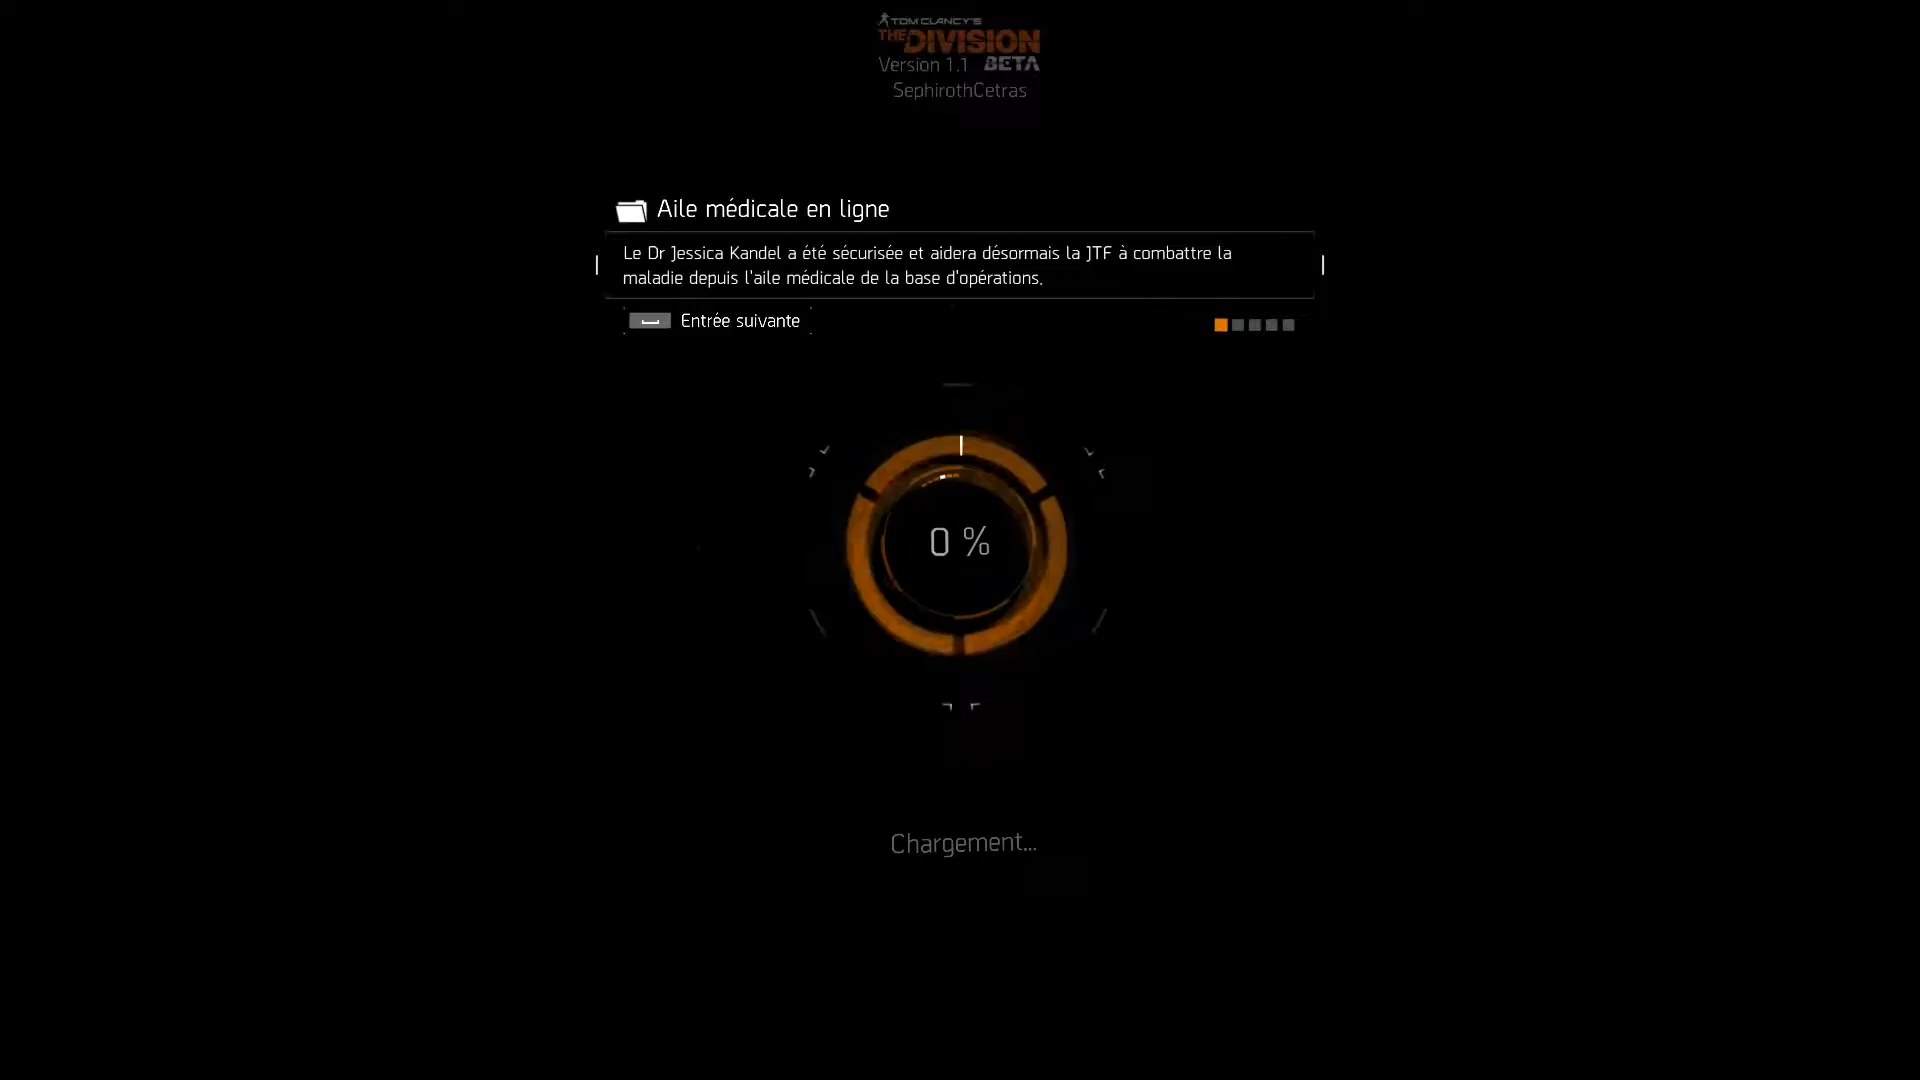 TOM CLANCY'S
THE DIVISION
Version 1.1 BETA
SephirothCetras
Aile médicale en ligne
Le Dr Jessica Kandel a été sécurisée et aidera désormais la JTF à combattre la
maladie depuis l'aile médicale de la base d'opérations.
Entrée suivante
0 %
Chargement...